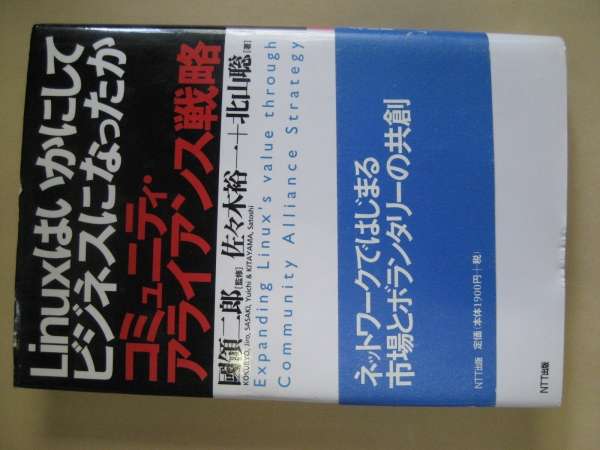 Linuxはいかにして
ビジネスになったか
コミュニティ・
アライアンス戦略
國領二郎[監修] 佐々木裕一+北山聡[著]
KOKURYO, Jiro, SASAKI, Yuichi & KITAYAMA, Satoshi
Expanding Linux's value through
Community Alliance Strategy
ネットワークではじまる
市場とボランタリーの共創
NTT出版 定価(本体1900円+税)
NTT出版